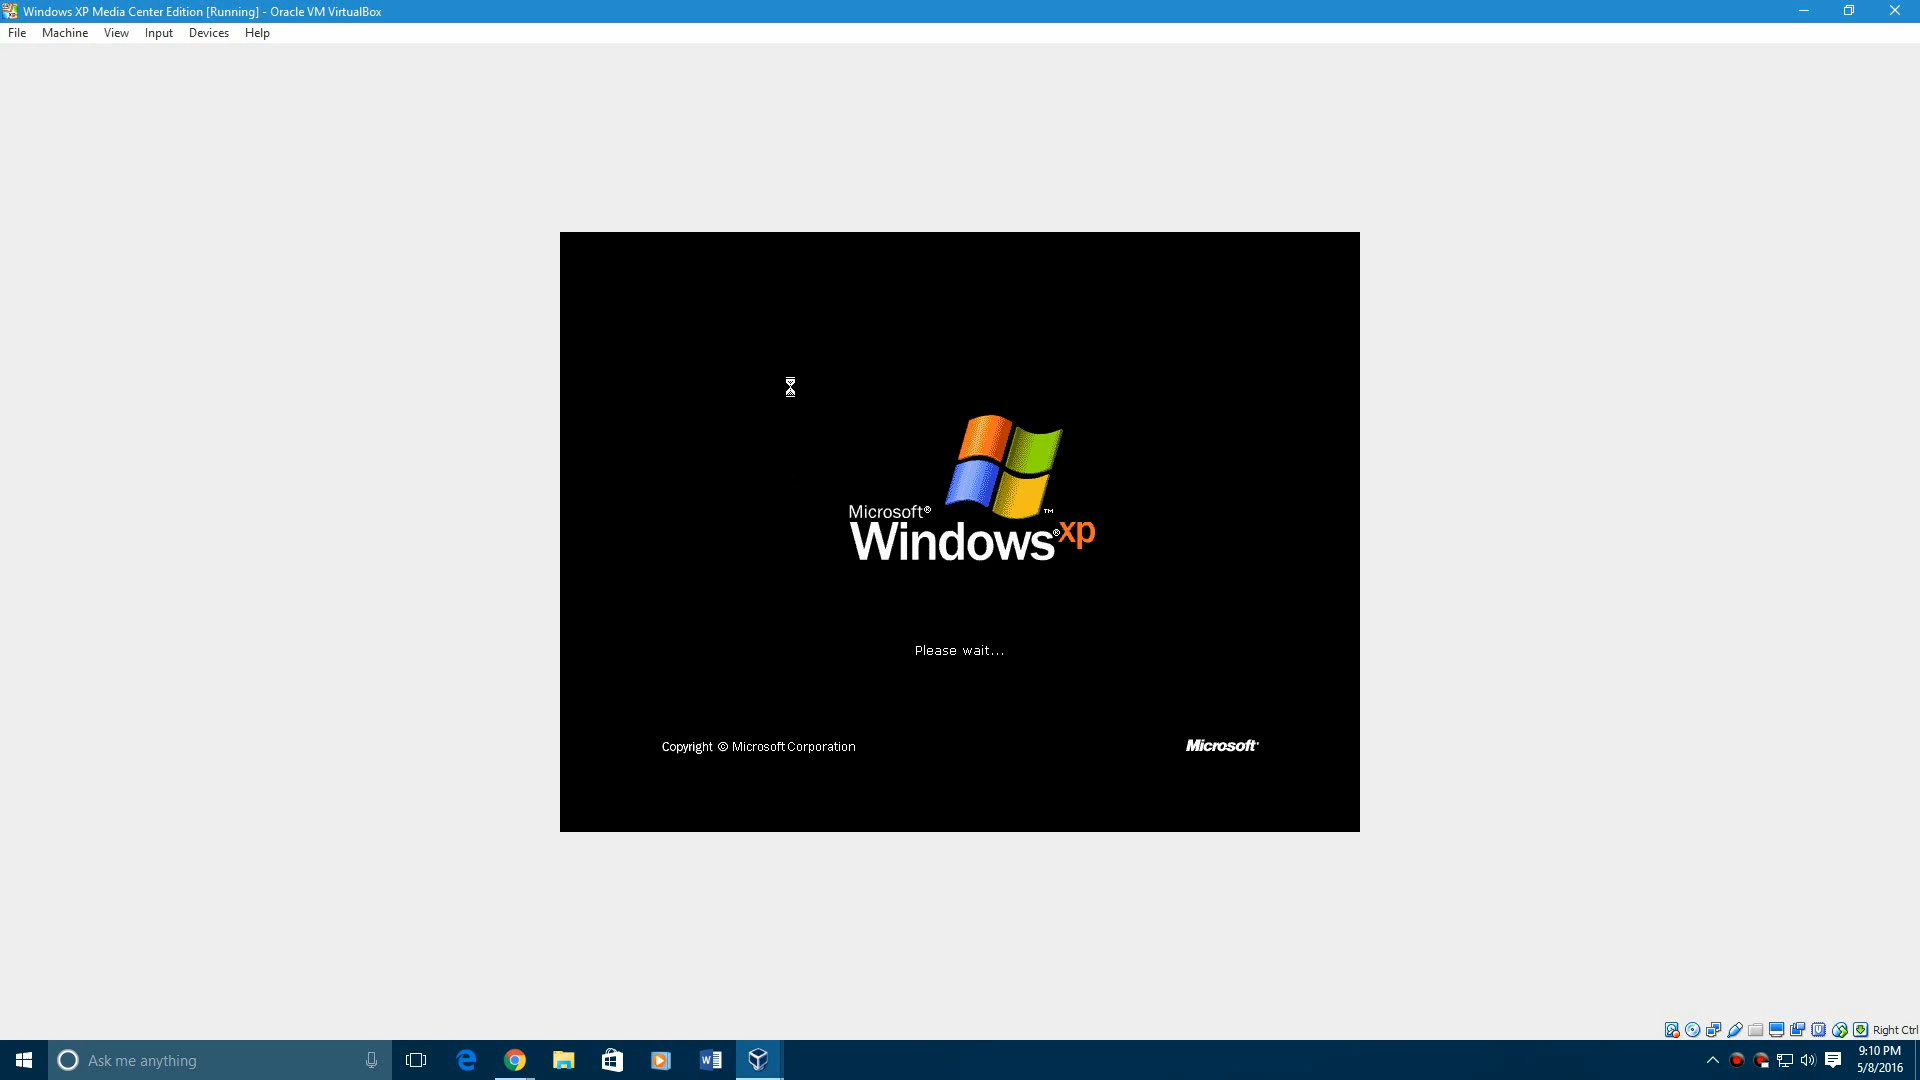 Windows XP Media Center Edition [Running] - Oracle VM VirtualBox
File Machine View Input Devices Help
Microsoft®
Windows® xp ™
Please wait...
Copyright © Microsoft Corporation
Microsoft®
Right Ctrl
Ask me anything
9:10 PM
5/8/2016